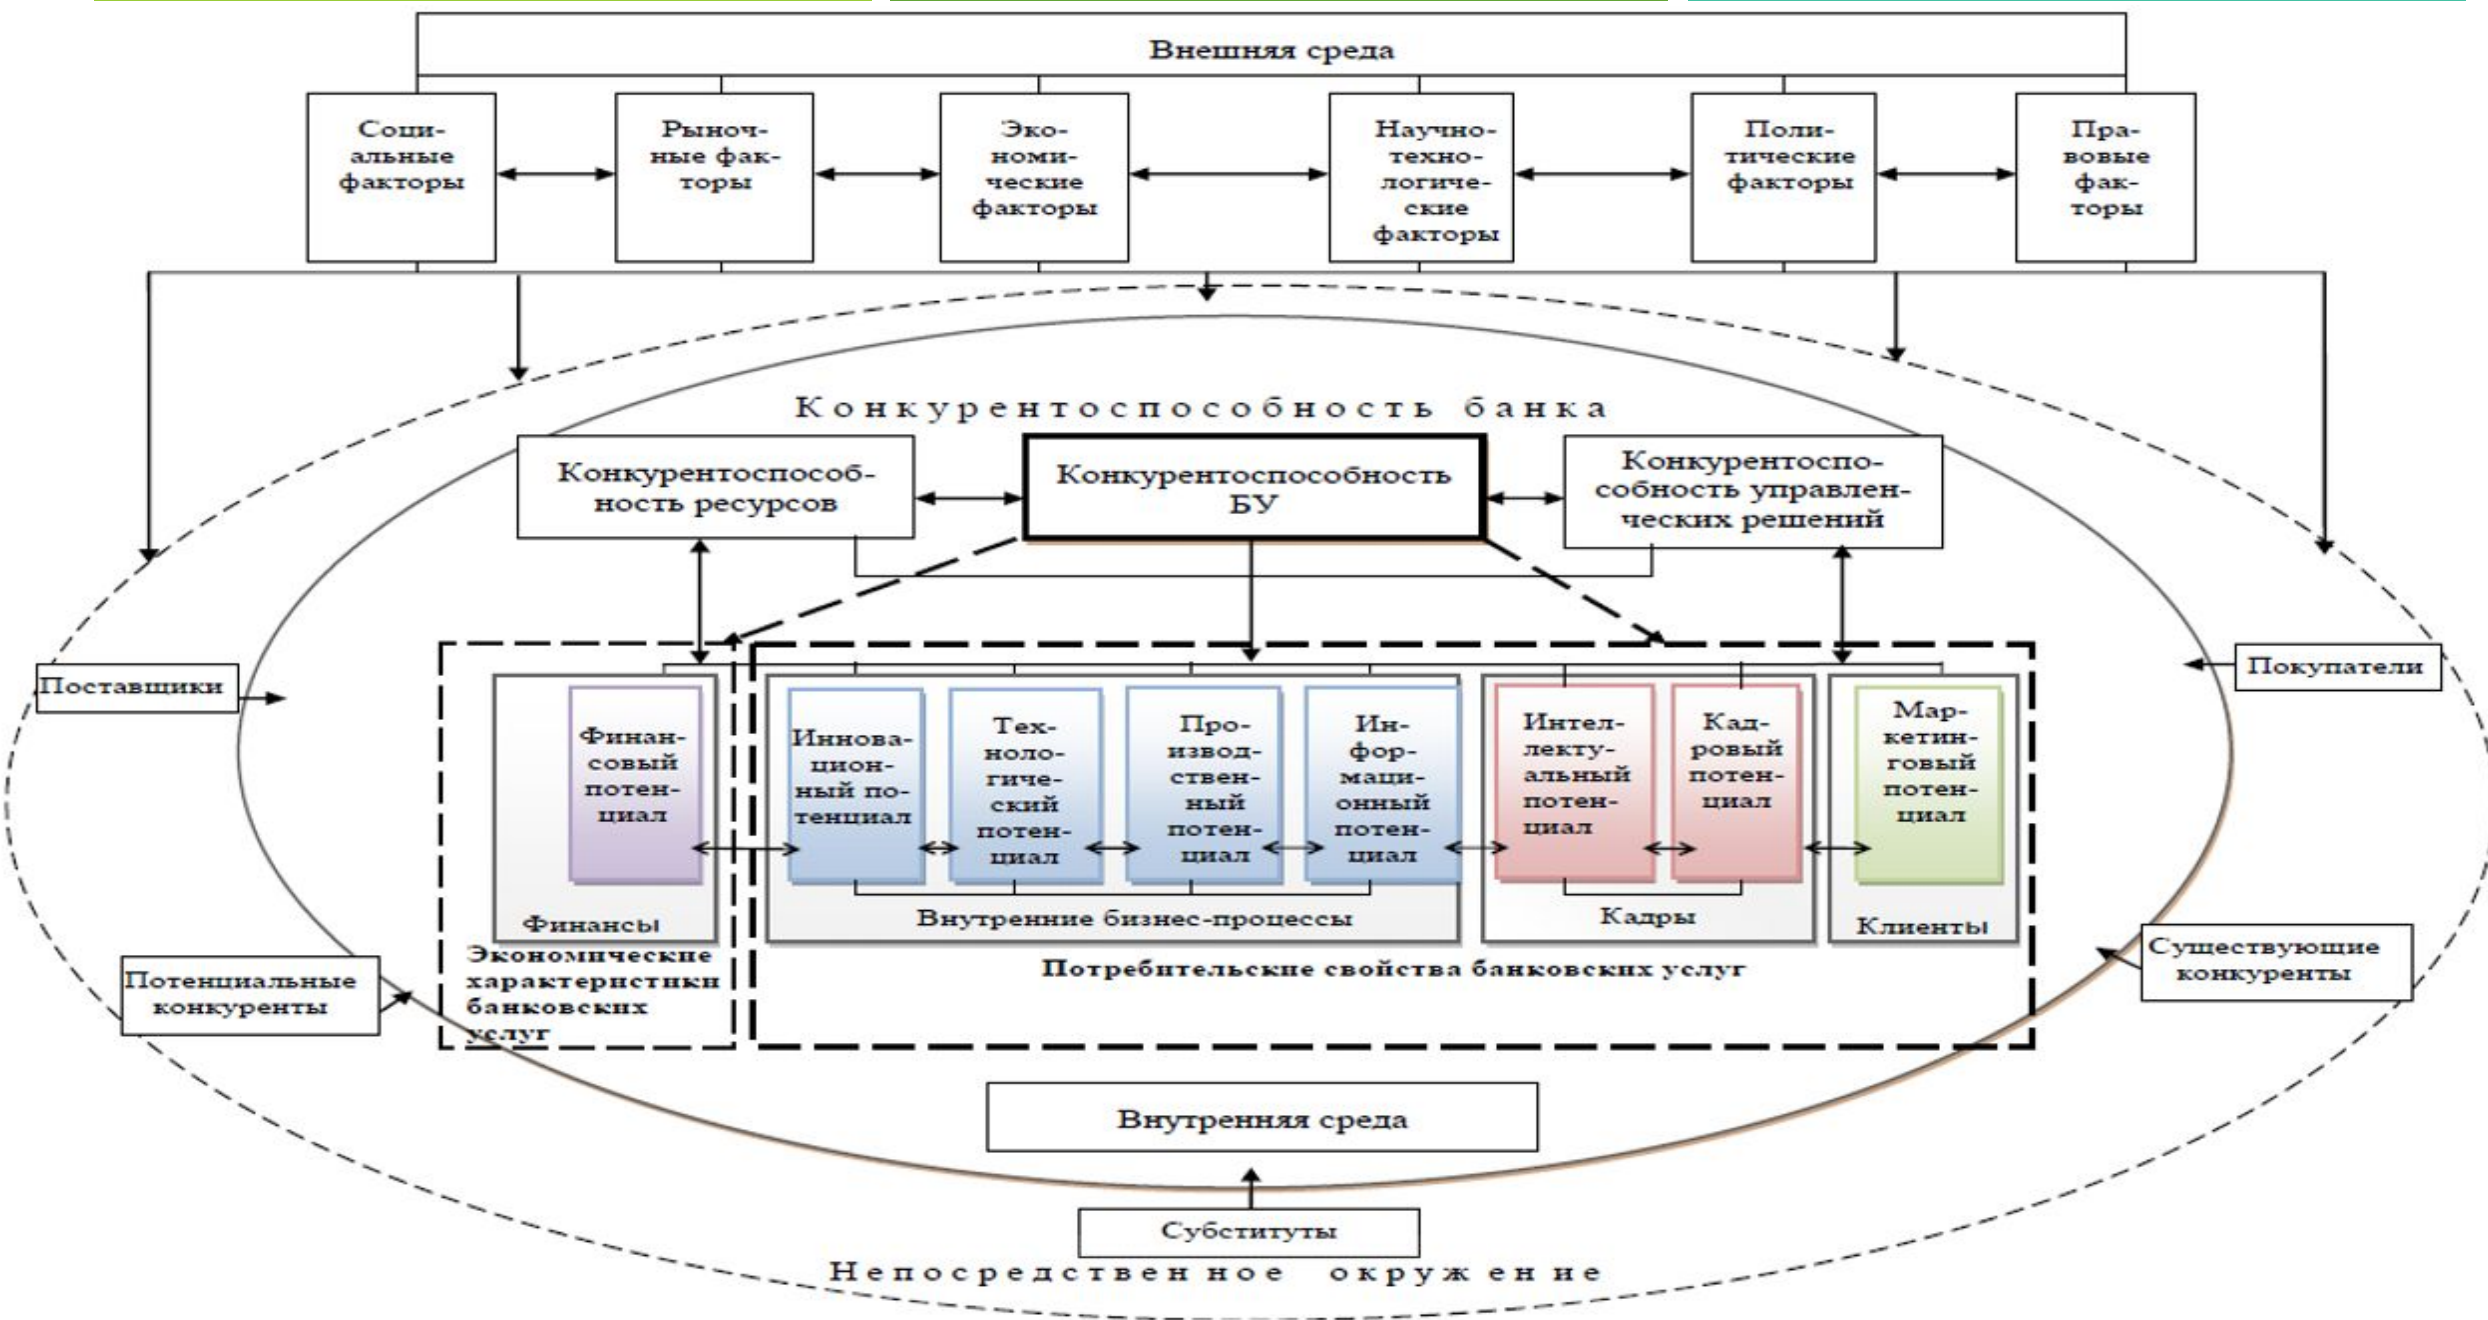 Внешняя среда
Соци-
альные
факторы
Рыноч-
ные фак-
торы
Эко-
номи-
ческие
факторы
Научно-
техно-
логиче-
ские
факторы
Поли-
тические
факторы
Пра-
вовые
фак-
торы
Конкурентоспособность банка
Конкурентоспособ-
ность ресурсов
Конкурентоспособность
БУ
Конкурентоспо-
собность управлен-
ческих решений
Поставщики
Покупатели
Финан-
совый
потен-
циал
Финансы
Иннова-
цион-
ный по-
тенциал
Тех-
ноло-
гиче-
ский
потен-
циал
Про-
извод-
ствен-
ный
потен-
циал
Ин-
фор-
маци-
онный
потен-
циал
Внутренние бизнес-процессы
Интел-
лекту-
альный
потен-
циал
Кад-
ровый
потен-
циал
Кадры
Мар-
кетин-
говый
потен-
циал
Клиенты
Экономические
характеристики
банковских
услуг
Потребительские свойства банковских услуг
Потенциальные
конкуренты
Существующие
конкуренты
Внутренняя среда
Субституты
Непосредственное окружение